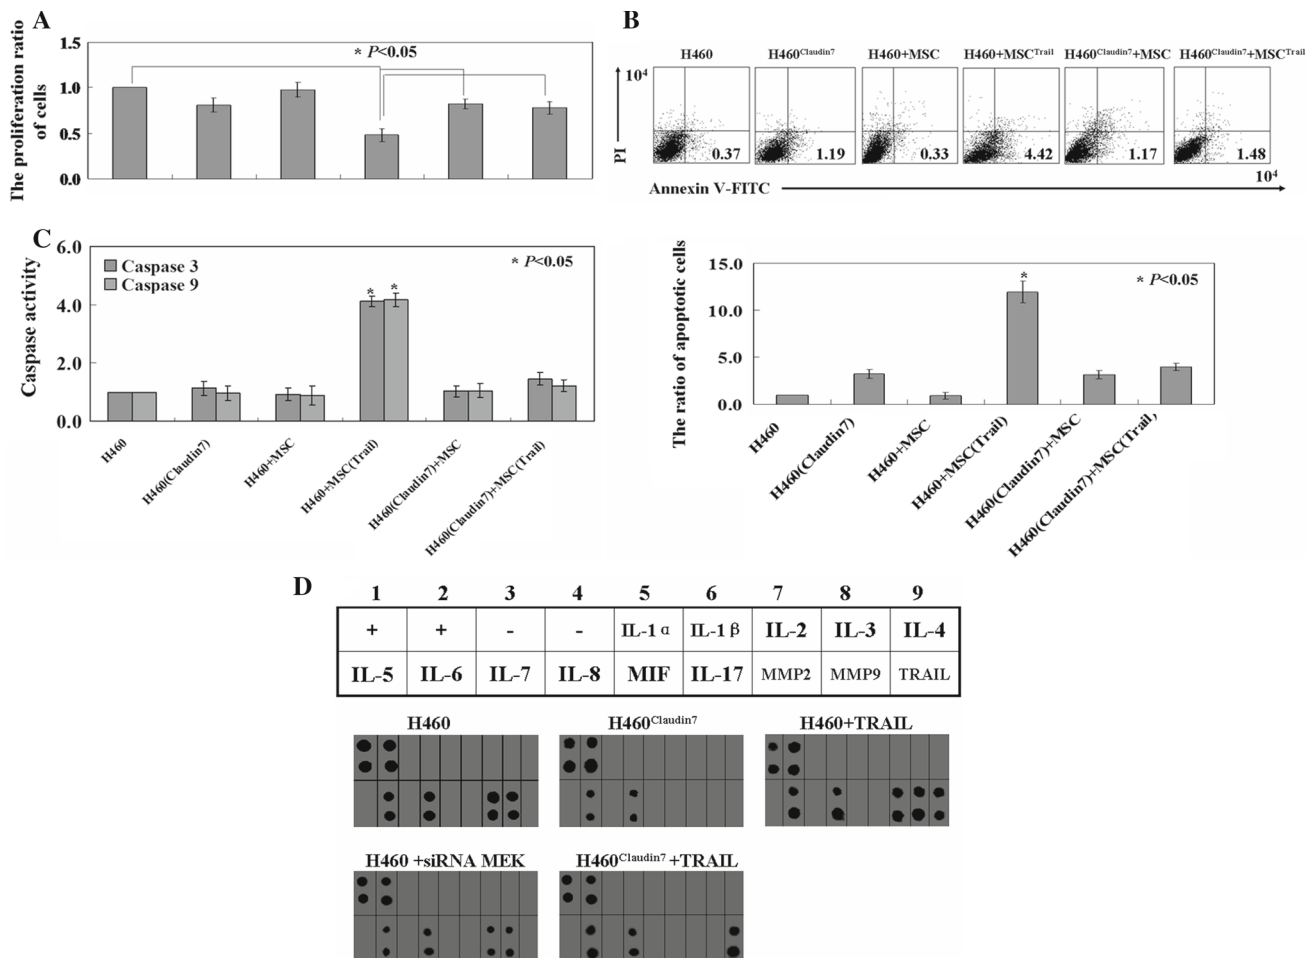 A
The proliferation ratio
of cells
1.5
1.0
0.5
0.0
* P<0.05
B
H460 H460Claudin7 H460+MSC H460+MSCTrail H460Claudin7+MSC H460Claudin7+MSCTrail
10⁴
PI
0.37 1.19 0.33 4.42 1.17 1.48
Annexin V-FITC
10⁴
C
Caspase activity
6.0
4.0
2.0
0.0
Caspase 3
Caspase 9
* P<0.05
* *
H460
H460(Claudin7)
H460+MSC
H460+MSC(Trail)
H460(Claudin7)+MSC
H460(Claudin7)+MSC(Trail)
The ratio of apoptotic cells
15.0
10.0
5.0
0.0
*
* P<0.05
H460
H460(Claudin7)
H460+MSC
H460+MSC(Trail)
H460(Claudin7)+MSC
H460(Claudin7)+MSC(Trail)
D
1 2 3 4 5 6 7 8 9
+ + - - IL-1α IL-1β IL-2 IL-3 IL-4
IL-5 IL-6 IL-7 IL-8 MIF IL-17 MMP2 MMP9 TRAIL
H460 H460Claudin7 H460+TRAIL
H460 +siRNA MEK H460Claudin7 +TRAIL